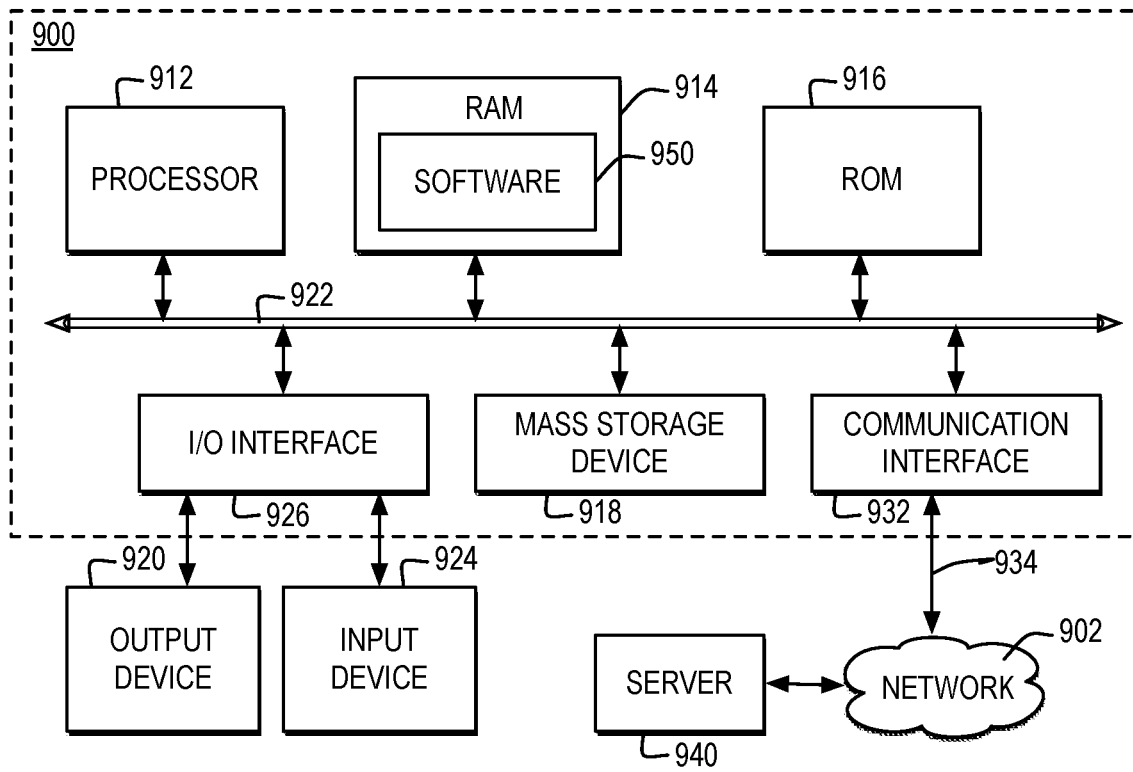 900
912
914
916
RAM
PROCESSOR
SOFTWARE
950
ROM
922
I/O INTERFACE
MASS STORAGE
DEVICE
COMMUNICATION
INTERFACE
926
918
932
920
924
934
OUTPUT
DEVICE
INPUT
DEVICE
SERVER
902
NETWORK
940